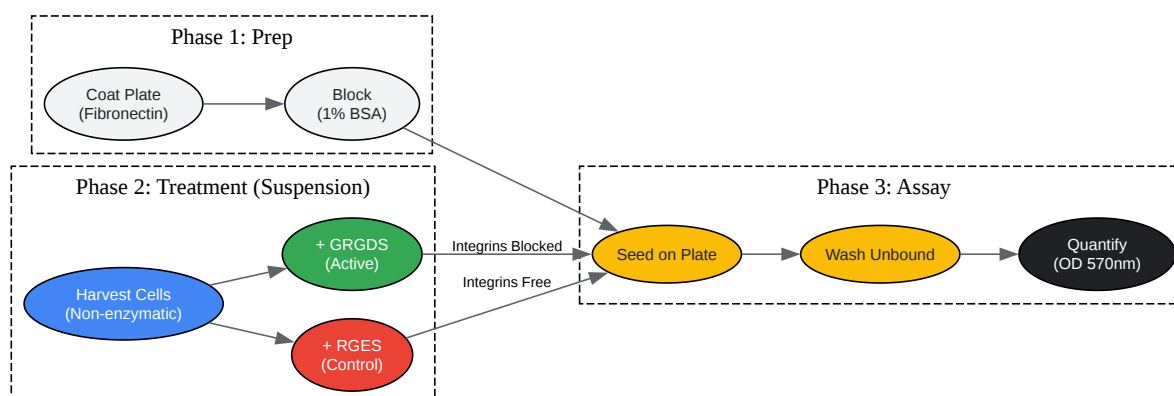 Phase 1: Prep
Coat Plate
(Fibronectin)
Block
(1% BSA)
Phase 2: Treatment (Suspension)
Harvest Cells
(Non-enzymatic)
+ GRGDS
(Active)
+ RGES
(Control)
Integrins Blocked
Integrins Free
Phase 3: Assay
Seed on Plate
Wash Unbound
Quantify
(OD 570nm)